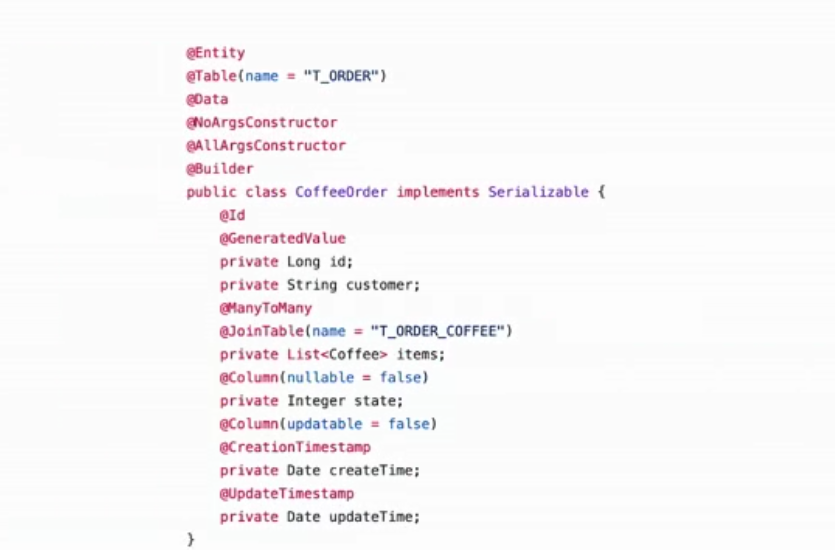 @Entity
@Table(name = "T_ORDER")
@Data
@NoArgsConstructor
@AllArgsConstructor
@Builder
public class CoffeeOrder implements Serializable {
    @Id
    @GeneratedValue
    private Long id;
    private String customer;
    @ManyToMany
    @JoinTable(name = "T_ORDER_COFFEE")
    private List<Coffee> items;
    @Column(nullable = false)
    private Integer state;
    @Column(updatable = false)
    @CreationTimestamp
    private Date createTime;
    @UpdateTimestamp
    private Date updateTime;
}